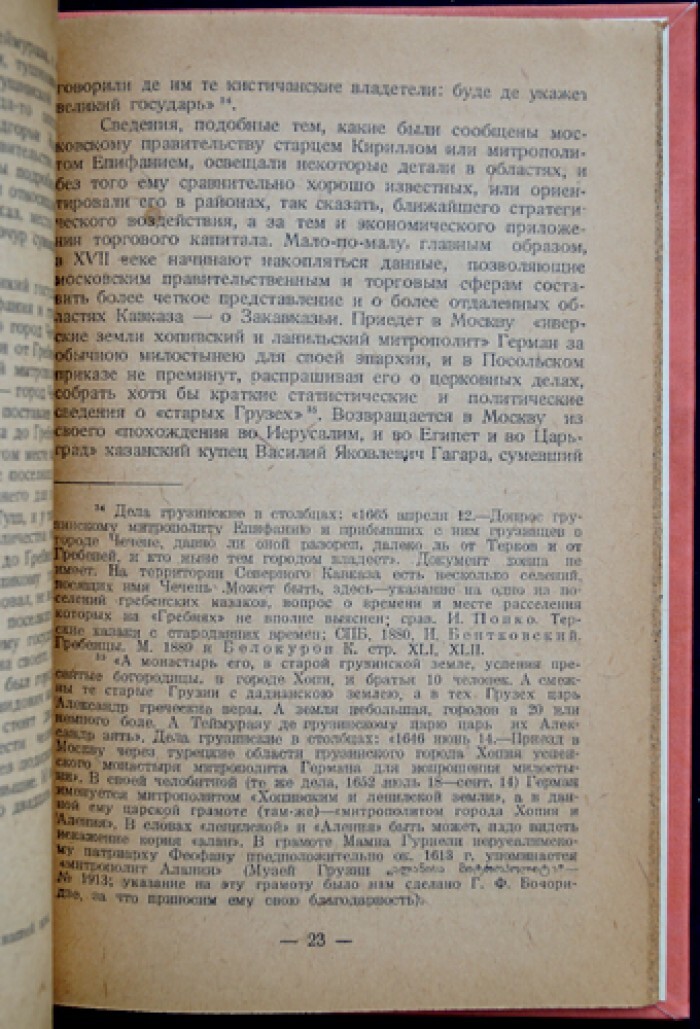 говорили де им те кистичанские владетели: буде де укажет
великий государь» ³⁴.
Сведения, подобные тем, какие были сообщены мос-
ковскому правительству старцем Кириллом или митрополи-
том Епифанием, освещали некоторые детали в областях, и
без того ему сравнительно хорошо известных, или ориен-
тировали его в районах, так сказать, ближайшего стратеги-
ческого воздействия, а за тем и экономического приложе-
ния торгового капитала. Мало-по-малу, главным образом,
в XVII веке начинают накопляться данные, позволяющие
московским правительственным и торговым сферам соста-
вить более четкое представление и о более отдаленных об-
ластях Кавказа — о Закавказьи. Приедет в Москву «ивер-
ские земли хопивский и ланильский митрополит» Герман за
обычною милостынею для своей эпархии, и в Посольском
приказе не преминут, распрашивая его о церковных делах,
собрать хотя бы краткие статистические и политические
сведения о «старых Грузех» ³⁵. Возвращается в Москву из
своего «похождения во Иерусалим, и во Египет и во Царь-
град» казанский купец Василий Яковлевич Гагара, сумевший
³⁴ Дела грузинские в столбцах: «1665 апреля 12.—Допрос гру-
зинскому митрополиту Епифанию и прибывших с ним грузинцев о
городе Чечене, давно ли оной разорен, далеко ль от Терков и от
Гребеней, и кто ныне тем городом владеет». Документ конца не
имеет. На территории Северного Кавказа есть несколько селений,
носящих имя Чечень. Может быть, здесь—указание на одно из по-
селений гребенских казаков, вопрос о времени и месте расселения
которых на «Гребнях» не вполне выяснен; срав. И. Попко. Тер-
ские казаки с стародавних времен; СПБ, 1880, И. Бентковский.
Гребенцы. М. 1889 и Белокуров К. стр. XLI, XLII.
³⁵ «А монастырь его, в старой грузинской земле, успения пре-
святые богородицы, в городе Хопи, и братьи 10 человек. А смеж-
ны те старые Грузии с дадианскою землею, а в тех Грузех царь
Александр греческие веры. А земля небольшая, городов в 20 или
немного боле. А Теймуразу де грузинскому царю царь их Алек-
сандр зять». Дела грузинские в столбцах: «1646 июнь 14.—Приезд в
Москву через турецкие области грузинского города Хопия успен-
ского монастыря митрополита Германа для испрошения милосты-
ни». В своей челобитной (те же дела, 1652 июль 18—сент. 14) Герман
именуется митрополитом «Хопинским и ленилской земли», а в дан-
ной ему царской грамоте (там-же)—«митрополитом города Хопия и
Аления». В словах «ленилской» и «Аления» быть может, надо видеть
искажение корня «алан». В грамоте Мамиа Гуриели иерусалимско-
му патриарху Феофану предположительно ок. 1613 г. упоминается
«митрополит Алании» (Музей Грузии
№ 1913; указание на эту грамоту было нам сделано Г. Ф. Бочори-
дзе, за что приносим ему свою благодарность).
— 23 —